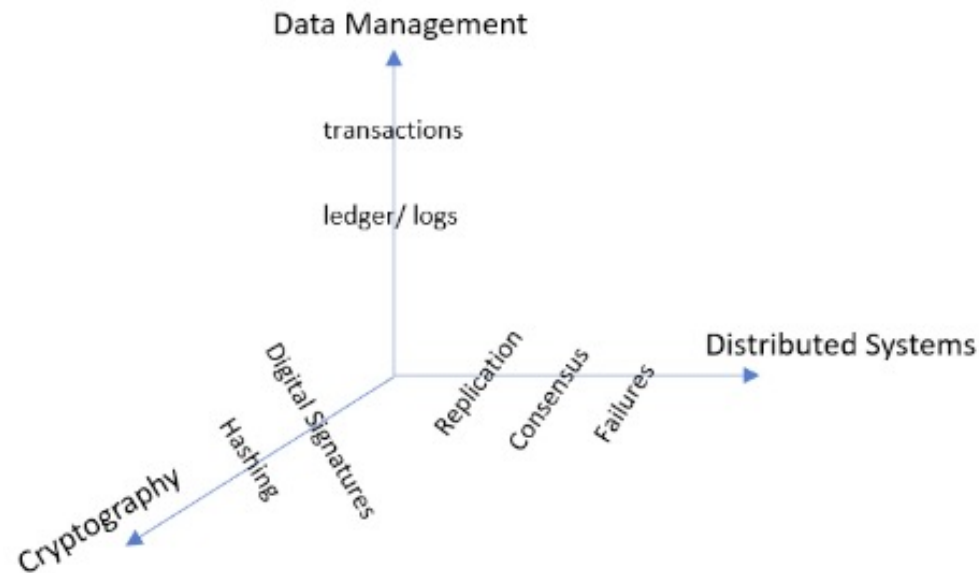 Data Management
transactions
ledger/ logs
Distributed Systems
Replication
Consensus
Failures
Digital Signatures
Hashing
Cryptography